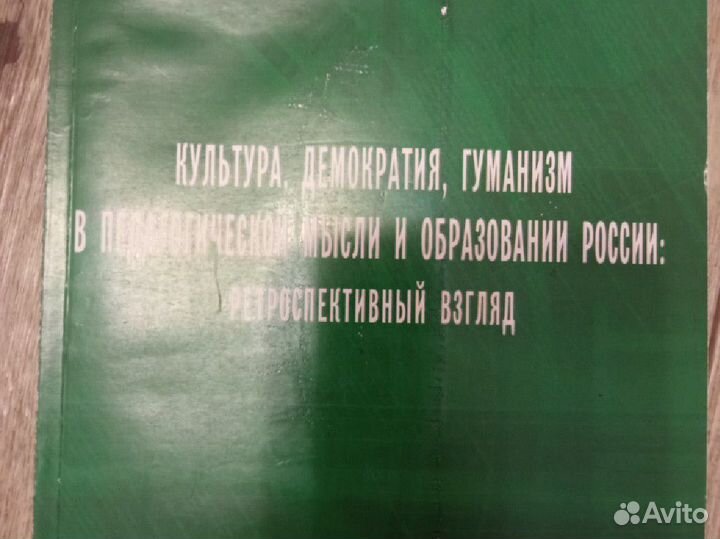 КУЛЬТУРА, ДЕМОКРАТИЯ, ГУМАНИЗМ
В ПЕДАГОГИЧЕСКОЙ МЫСЛИ И ОБРАЗОВАНИИ РОССИИ:
РЕТРОСПЕКТИВНЫЙ ВЗГЛЯД
Avito